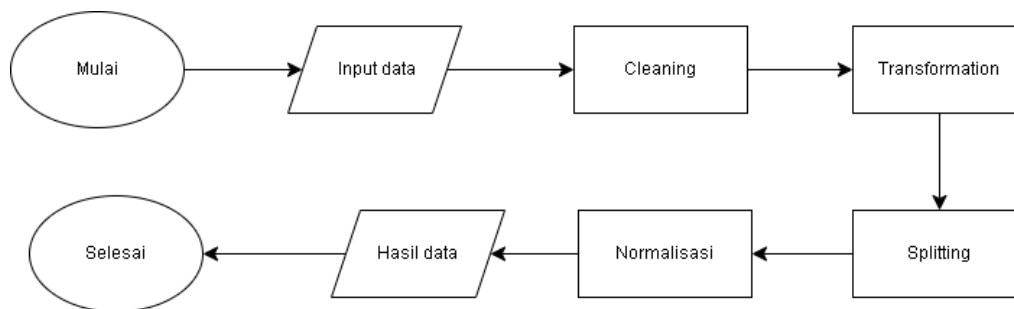 Mulai
Input data
Cleaning
Transformation
Splitting
Normalisasi
Hasil data
Selesai